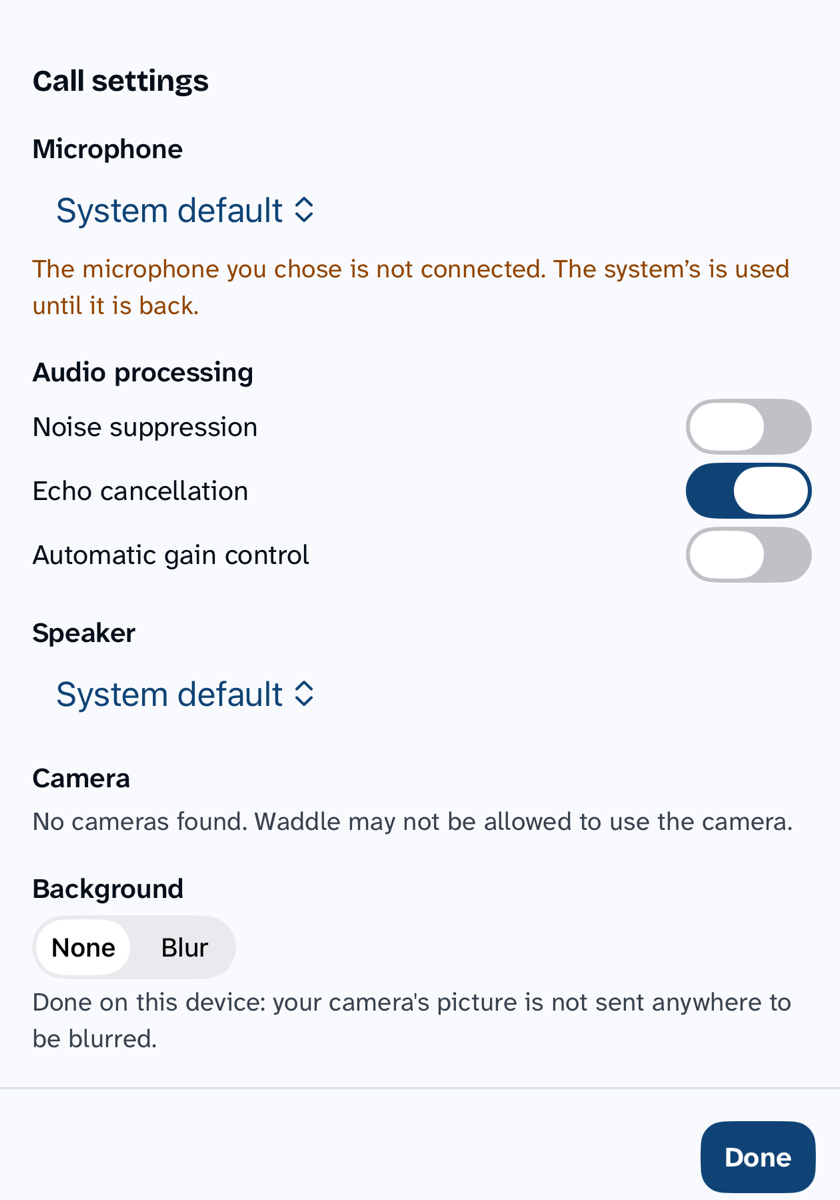 Call settings
Microphone
System default
The microphone you chose is not connected. The system’s is used
until it is back.
Audio processing
Noise suppression
Echo cancellation
Automatic gain control
Speaker
System default
Camera
No cameras found. Waddle may not be allowed to use the camera.
Background
None Blur
Done on this device: your camera's picture is not sent anywhere to
be blurred.
Done